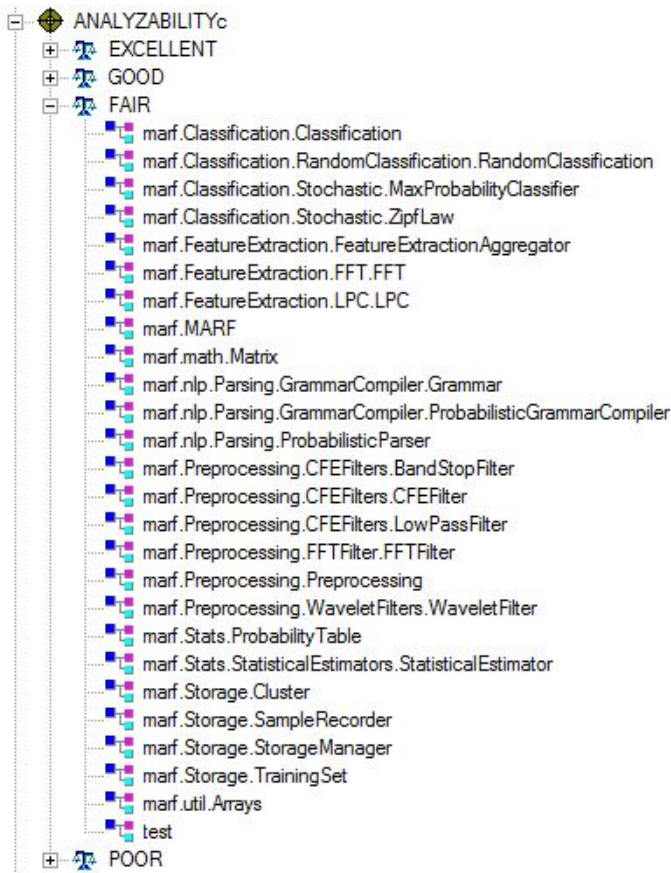 ANALYZABILITYc
EXCELLENT
GOOD
FAIR
marf.Classification.Classification
marf.Classification.RandomClassification.RandomClassification
marf.Classification.Stochastic.MaxProbabilityClassifier
marf.Classification.Stochastic.ZipfLaw
marf.FeatureExtraction.FeatureExtractionAggregator
marf.FeatureExtraction.FFT.FFT
marf.FeatureExtraction.LPC.LPC
marf.MARF
marf.math.Matrix
marf.nlp.Parsing.GrammarCompiler.Grammar
marf.nlp.Parsing.GrammarCompiler.ProbabilisticGrammarCompiler
marf.nlp.Parsing.ProbabilisticParser
marf.Preprocessing.CFEFilters.BandStopFilter
marf.Preprocessing.CFEFilters.CFEFilter
marf.Preprocessing.CFEFilters.LowPassFilter
marf.Preprocessing.FFTFilter.FFTFilter
marf.Preprocessing.Preprocessing
marf.Preprocessing.WaveletFilters.WaveletFilter
marf.Stats.ProbabilityTable
marf.Stats.StatisticalEstimators.StatisticalEstimator
marf.Storage.Cluster
marf.Storage.SampleRecorder
marf.Storage.StorageManager
marf.Storage.TrainingSet
marf.util.Arrays
test
POOR